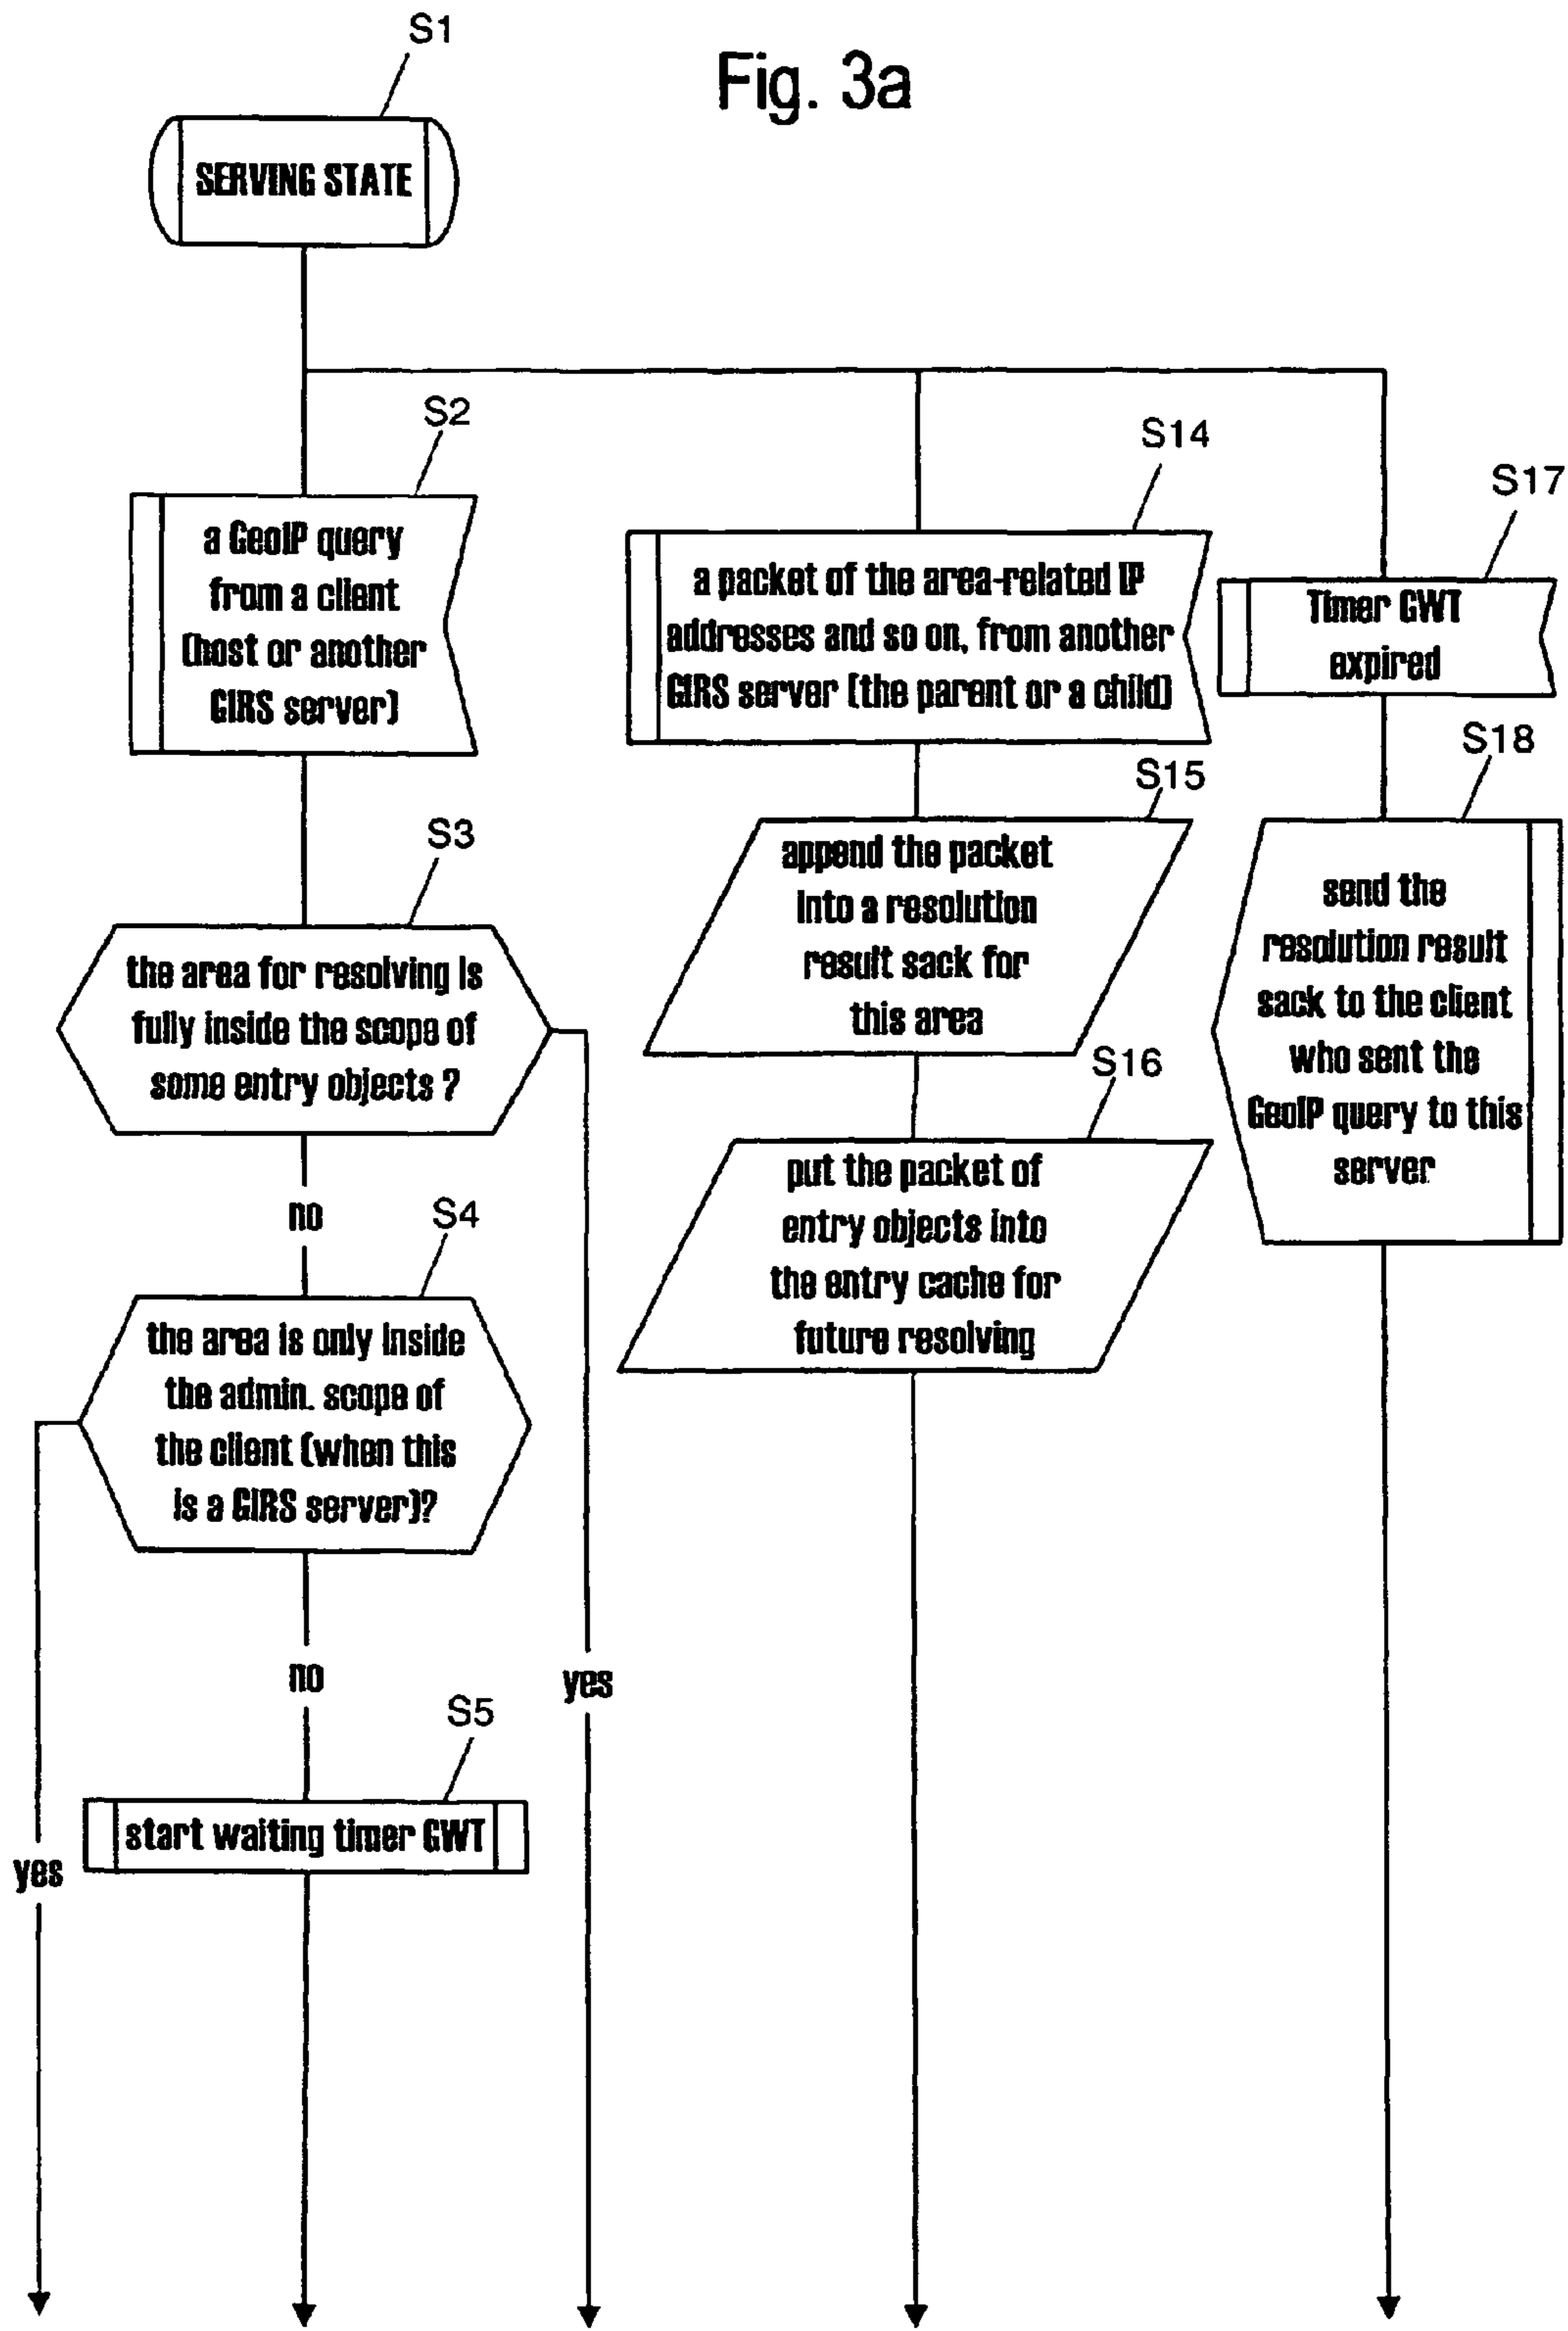 Fig. 3a
S1
SERVING STATE
S2
a GeoIP query
from a client
(host or another
GIRS server)
S3
the area for resolving is
fully inside the scope of
some entry objects ?
no
yes
S4
the area is only inside
the admin. scope of
the client (when this
is a GIRS server)?
no
yes
S5
start waiting timer GWT
S14
a packet of the area-related IP
addresses and so on, from another
GIRS server (the parent or a child)
S15
append the packet
into a resolution
result sack for
this area
S16
put the packet of
entry objects into
the entry cache for
future resolving
S17
Timer GWT
expired
S18
send the
resolution result
sack to the client
who sent the
GeoIP query to this
server